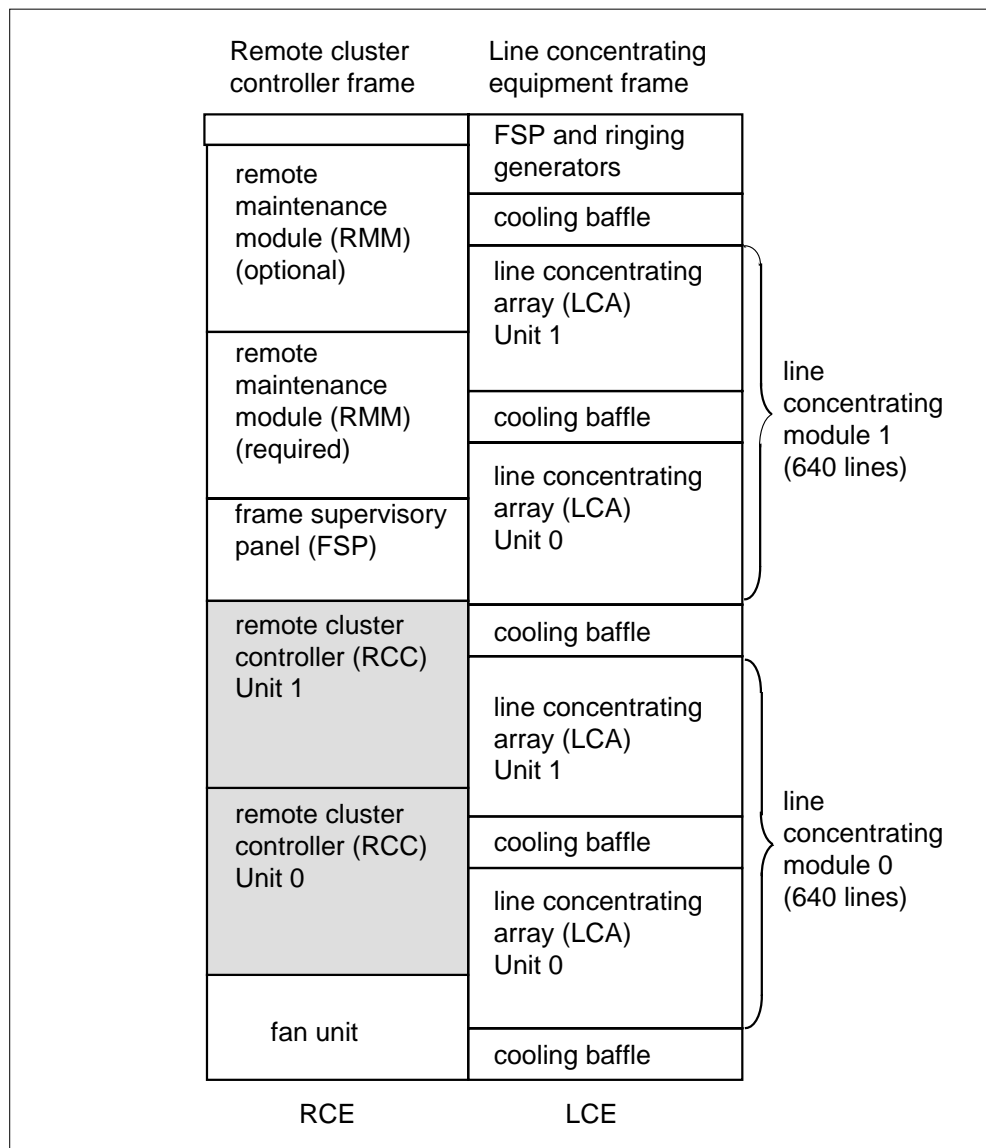 Remote cluster
controller frame
Line concentrating
equipment frame
remote
maintenance
module (RMM)
(optional)
remote
maintenance
module (RMM)
(required)
frame supervisory
panel (FSP)
remote cluster
controller (RCC)
Unit 1
remote cluster
controller (RCC)
Unit 0
fan unit
RCE
FSP and ringing
generators
cooling baffle
line concentrating
array (LCA)
Unit 1
cooling baffle
line concentrating
array (LCA)
Unit 0
cooling baffle
line concentrating
array (LCA)
Unit 1
cooling baffle
line concentrating
array (LCA)
Unit 0
cooling baffle
LCE
line
concentrating
module 1
(640 lines)
line
concentrating
module 0
(640 lines)